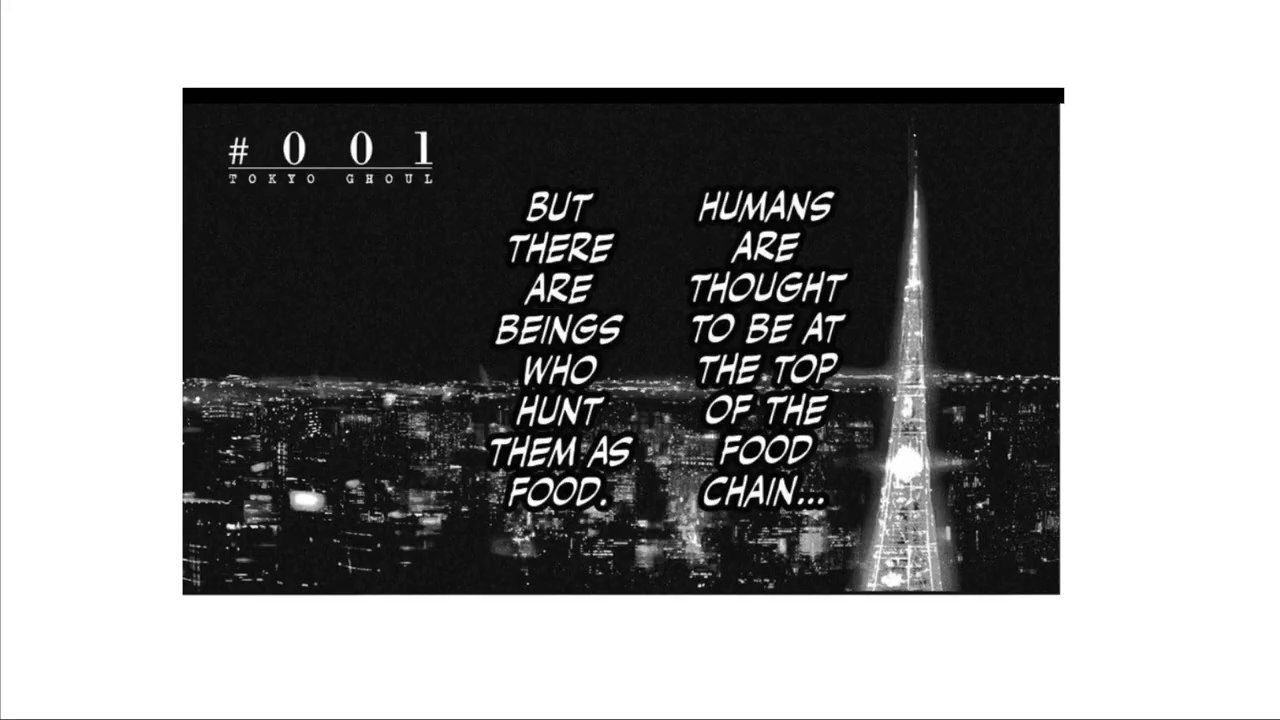 # 0 0 1
TOKYO GHOUL
HUMANS
ARE
THOUGHT
TO BE AT
THE TOP
OF THE
FOOD
CHAIN...
BUT
THERE
ARE
BEINGS
WHO
HUNT
THEM AS
FOOD.